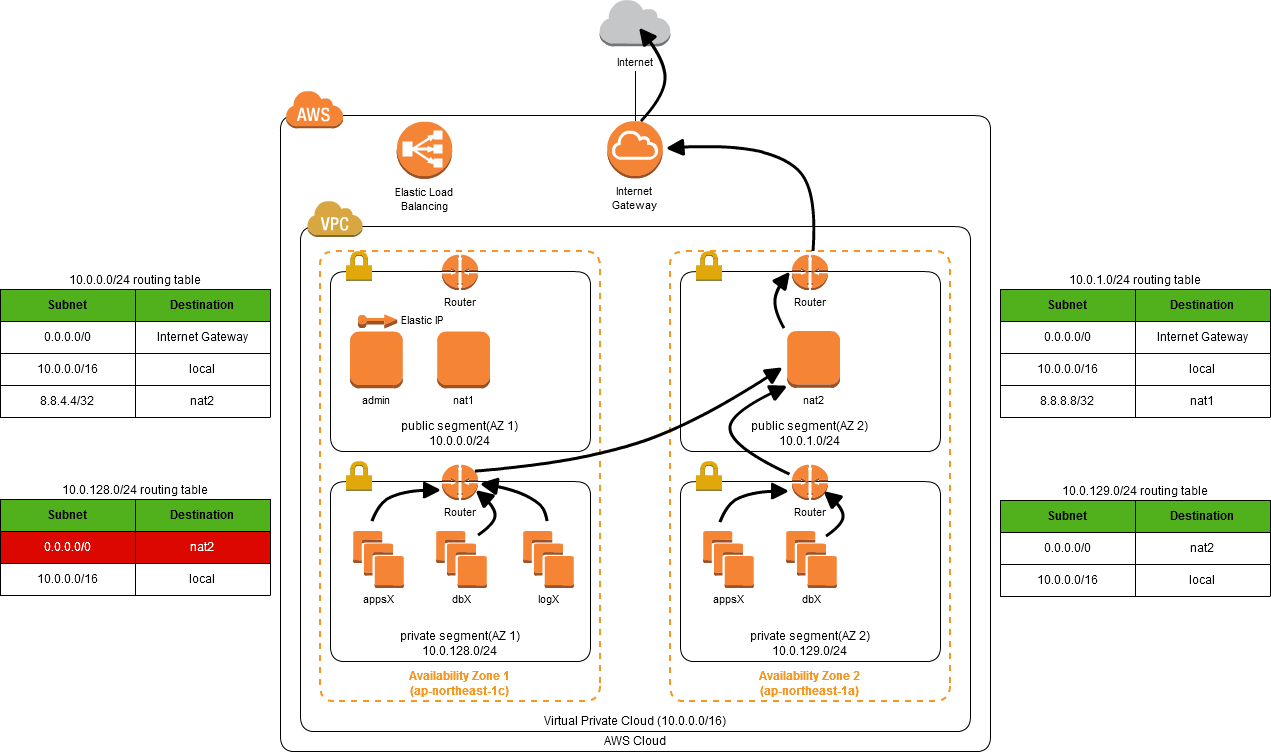 Internet
AWS
Elastic Load
Balancing
Internet
Gateway
VPC
10.0.0.0/24 routing table
Subnet Destination
0.0.0.0/0 Internet Gateway
10.0.0.0/16 local
8.8.4.4/32 nat2
Router
Elastic IP
admin nat1
public segment(AZ 1)
10.0.0.0/24
Router
nat2
public segment(AZ 2)
10.0.1.0/24
10.0.1.0/24 routing table
Subnet Destination
0.0.0.0/0 Internet Gateway
10.0.0.0/16 local
8.8.8.8/32 nat1
10.0.128.0/24 routing table
Subnet Destination
0.0.0.0/0 nat2
10.0.0.0/16 local
Router
appsX dbX logX
private segment(AZ 1)
10.0.128.0/24
Availability Zone 1
(ap-northeast-1c)
Router
appsX dbX
private segment(AZ 2)
10.0.129.0/24
Availability Zone 2
(ap-northeast-1a)
10.0.129.0/24 routing table
Subnet Destination
0.0.0.0/0 nat2
10.0.0.0/16 local
Virtual Private Cloud (10.0.0.0/16)
AWS Cloud